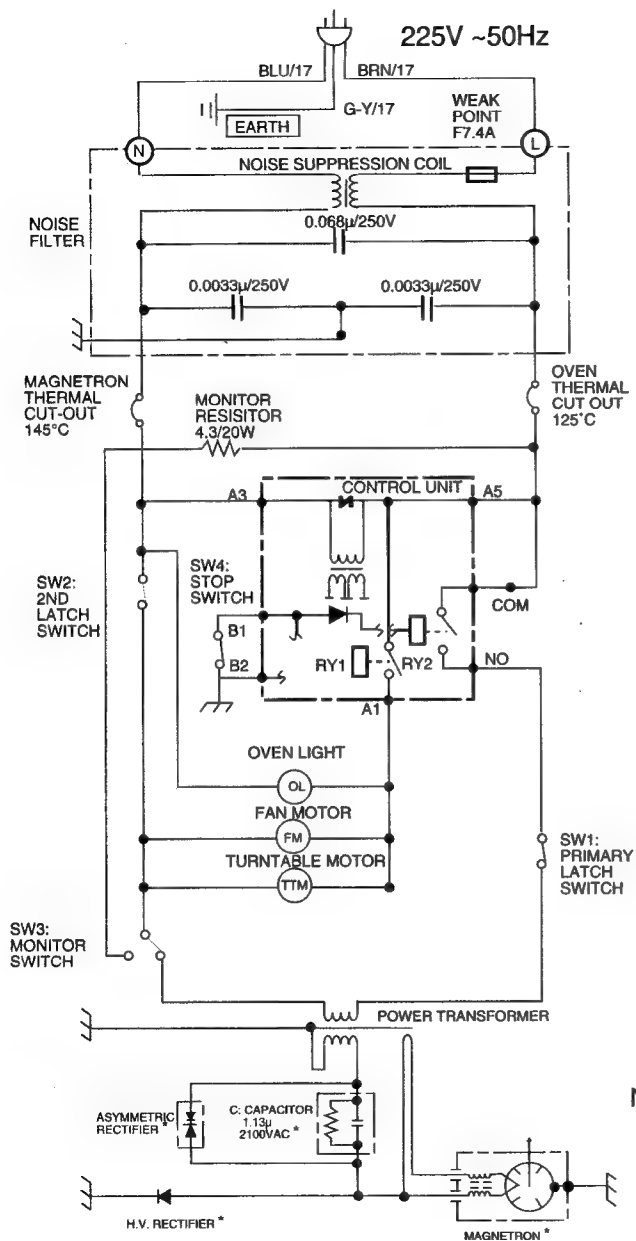 225V ~50Hz
BLU/17
BRN/17
G-Y/17
EARTH
WEAK
POINT
F7.4A
N
L
NOISE SUPPRESSION COIL
NOISE
FILTER
0.068µ/250V
0.0033µ/250V
0.0033µ/250V
MAGNETRON
THERMAL
CUT-OUT
145°C
MONITOR
RESISITOR
4.3/20W
OVEN
THERMAL
CUT OUT
125°C
A3
CONTROL UNIT
A5
SW2:
2ND
LATCH
SWITCH
SW4:
STOP
SWITCH
B1
B2
COM
RY1
RY2
NO
A1
OVEN LIGHT
OL
FAN MOTOR
FM
TURNTABLE MOTOR
TTM
SW1:
PRIMARY
LATCH
SWITCH
SW3:
MONITOR
SWITCH
POWER TRANSFORMER
ASYMMETRIC
RECTIFIER *
C: CAPACITOR
1.13µ
2100VAC *
N
H.V. RECTIFIER *
MAGNETRON *